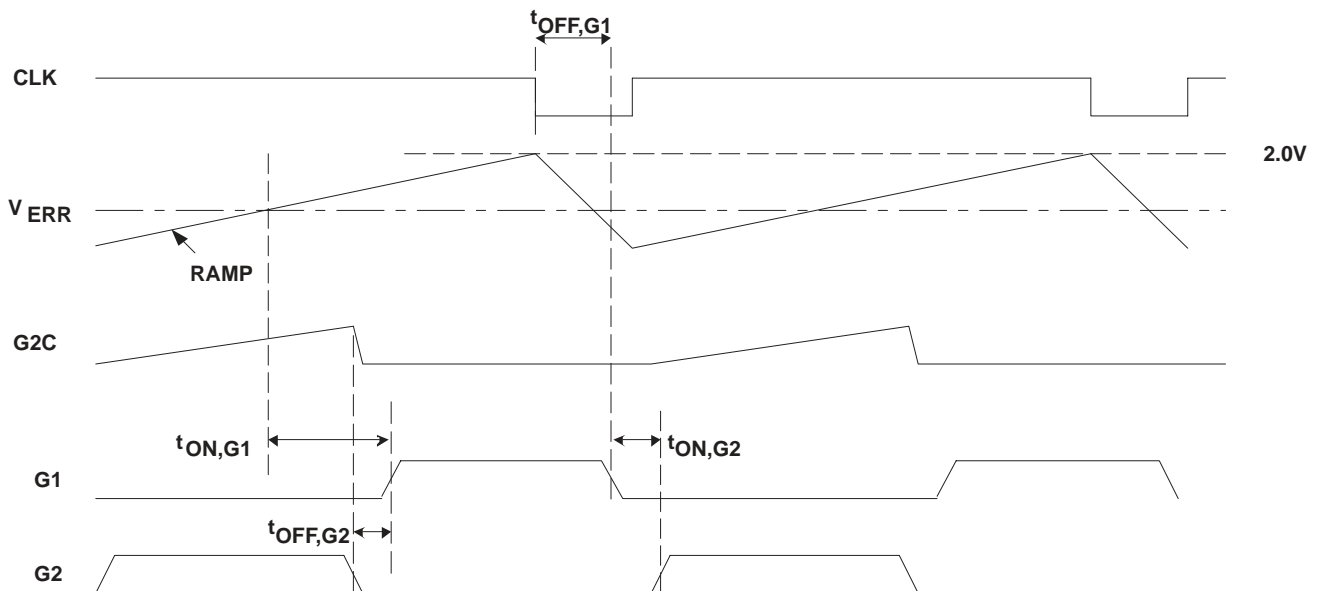 tOFF,G1
CLK
2.0V
VERR
RAMP
G2C
tON,G1
tON,G2
G1
tOFF,G2
G2